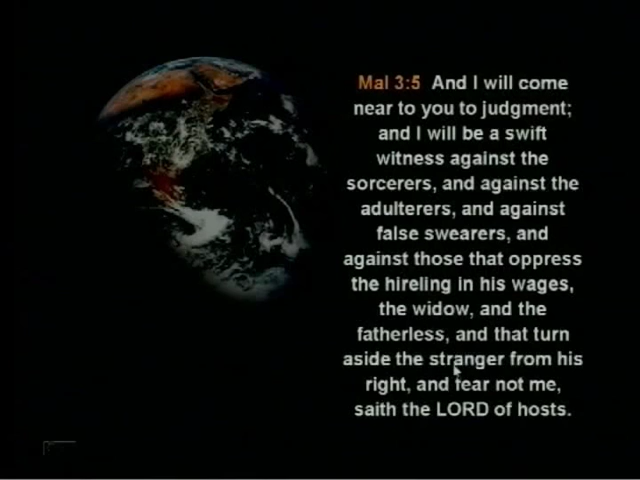 Mal 3:5 And I will come
near to you to judgment;
and I will be a swift
witness against the
sorcerers, and against the
adulterers, and against
false swearers, and
against those that oppress
the hireling in his wages,
the widow, and the
fatherless, and that turn
aside the stranger from his
right, and fear not me,
saith the LORD of hosts.